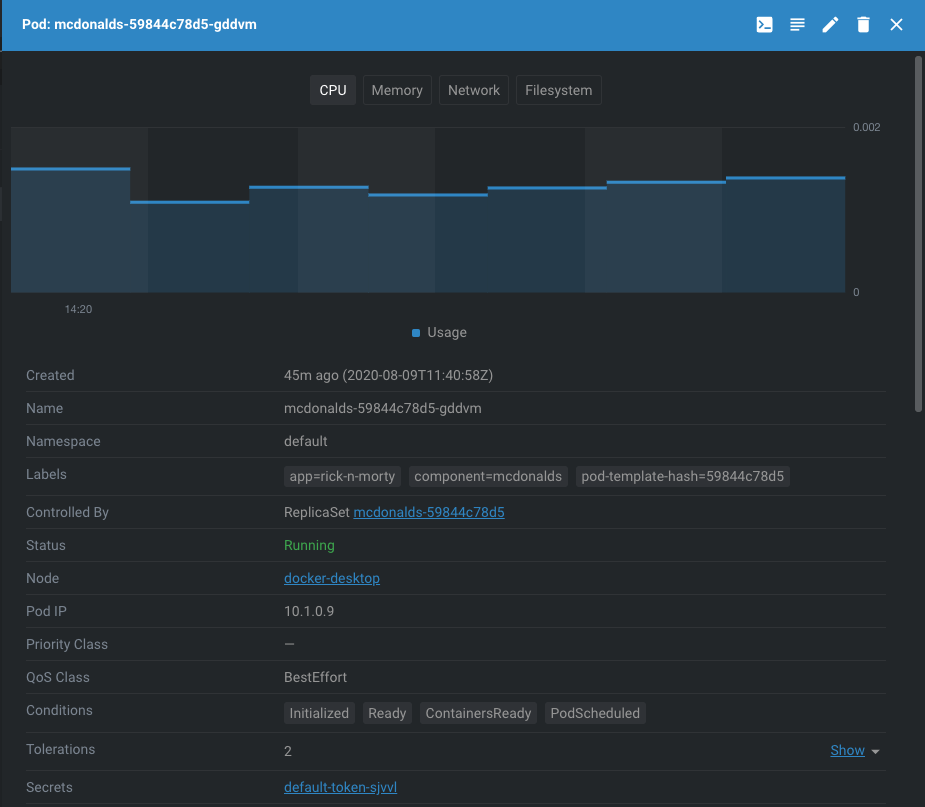 Pod: mcdonalds-59844c78d5-gddvm
CPU Memory Network Filesystem
0.002
0
14:20
Usage
Created 45m ago (2020-08-09T11:40:58Z)
Name mcdonalds-59844c78d5-gddvm
Namespace default
Labels app=rick-n-morty component=mcdonalds pod-template-hash=59844c78d5
Controlled By ReplicaSet mcdonalds-59844c78d5
Status Running
Node docker-desktop
Pod IP 10.1.0.9
Priority Class —
QoS Class BestEffort
Conditions Initialized Ready ContainersReady PodScheduled
Tolerations 2 Show
Secrets default-token-sjvvl